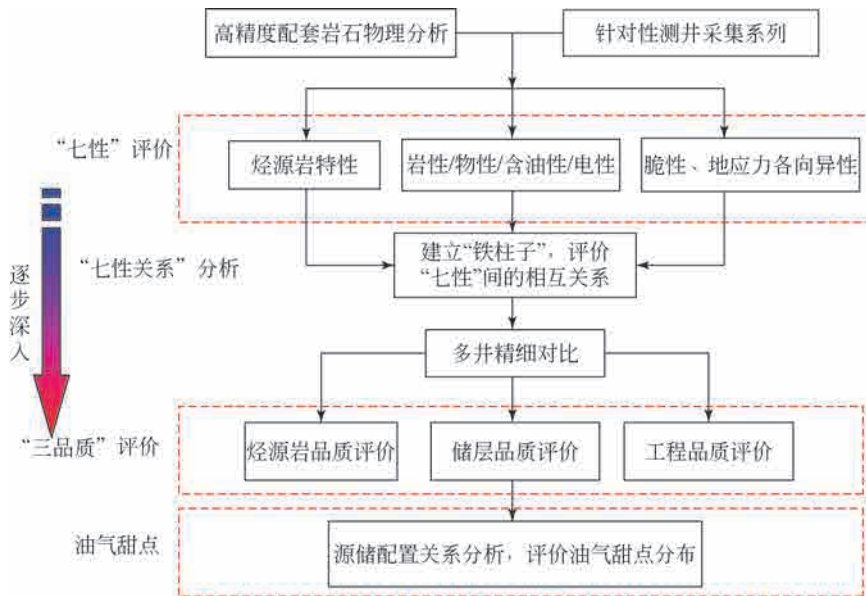 高精度配套岩石物理分析
针对性测井采集系列
“七性”评价
烃源岩特性
岩性/物性/含油性/电性
脆性、地应力各向异性
建立“铁柱子”，评价
“七性”间的相互关系
“七性关系”分析
逐步深入
多井精细对比
“三品质”评价
烃源岩品质评价
储层品质评价
工程品质评价
油气甜点
源储配置关系分析，评价油气甜点分布